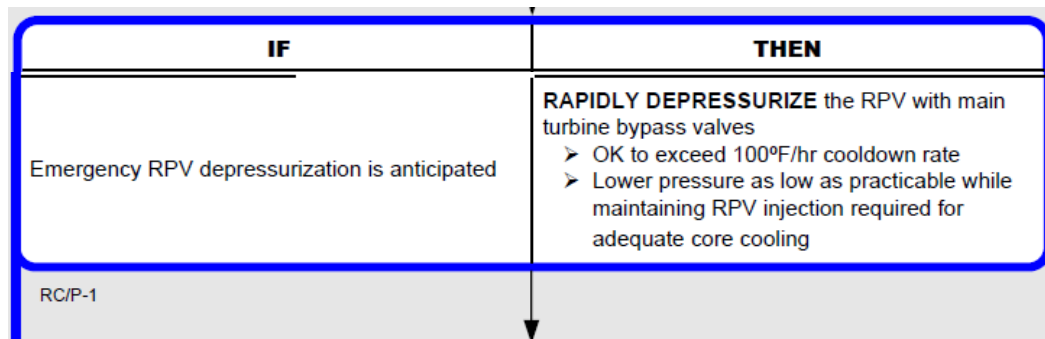 IF
THEN
Emergency RPV depressurization is anticipated
RAPIDLY DEPRESSURIZE the RPV with main
turbine bypass valves
➢ OK to exceed 100ºF/hr cooldown rate
➢ Lower pressure as low as practicable while
maintaining RPV injection required for
adequate core cooling
RC/P-1